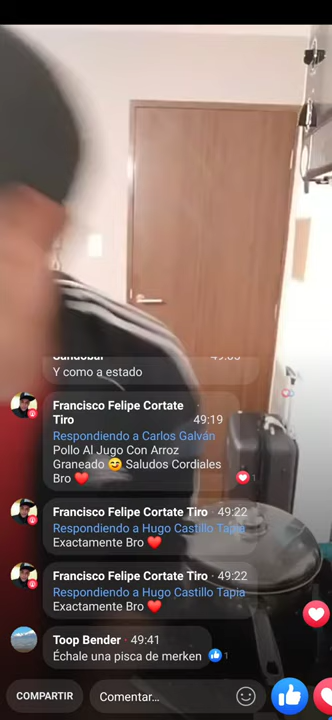 Sandobar 49:05
Y como a estado
Francisco Felipe Cortate
Tiro 49:19
Respondiendo a Carlos Galván
Pollo Al Jugo Con Arroz
Graneado 😊 Saludos Cordiales
Bro ❤️
1
Francisco Felipe Cortate Tiro · 49:22
Respondiendo a Hugo Castillo Tapia
Exactamente Bro ❤️
Francisco Felipe Cortate Tiro · 49:22
Respondiendo a Hugo Castillo Tapia
Exactamente Bro ❤️
Toop Bender · 49:41
Échale una pisca de merken 👍 1
COMPARTIR
Comentar...